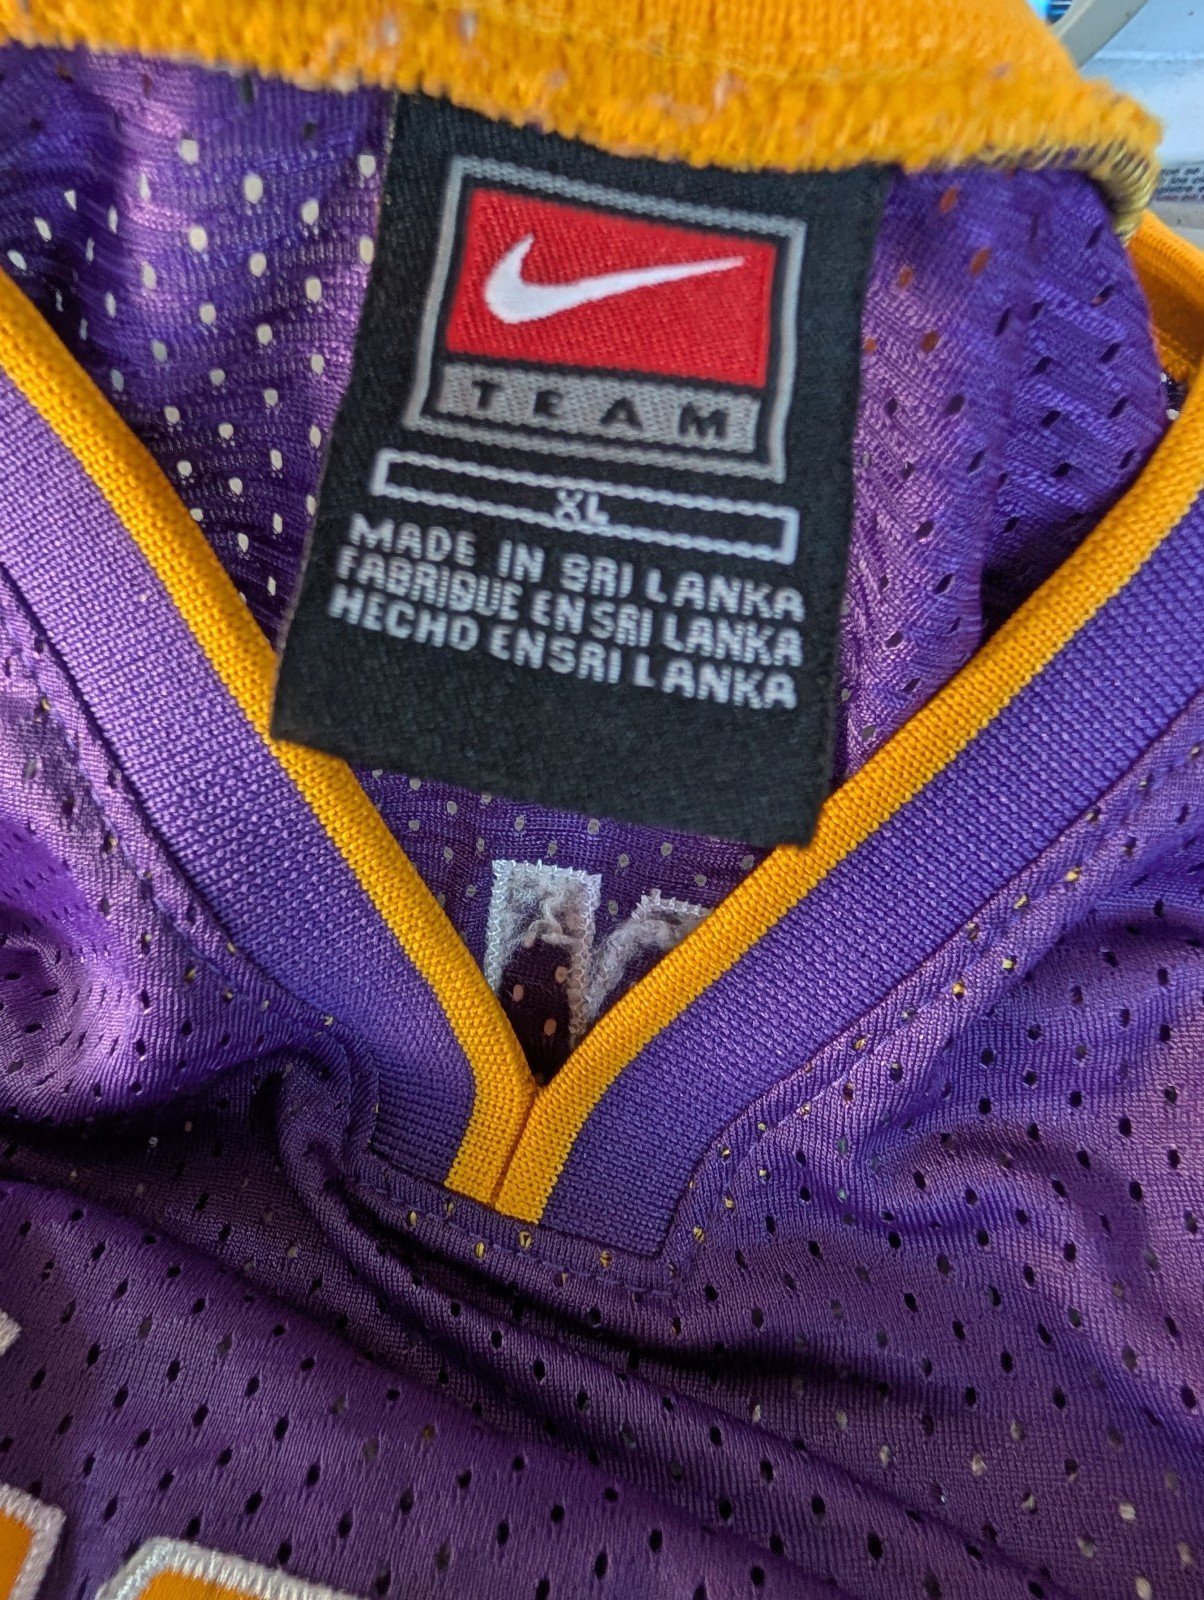 TEAM
XL
MADE IN SRI LANKA
FABRIQUE EN SRI LANKA
HECHO EN SRI LANKA